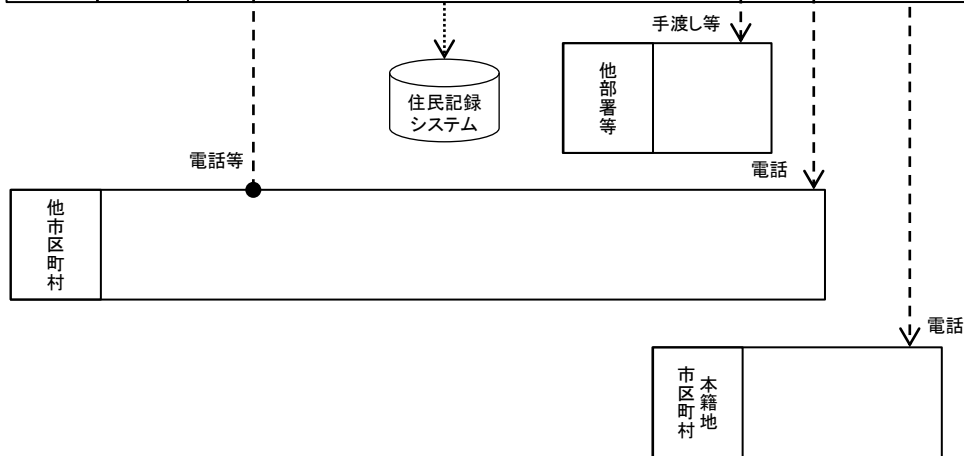 手渡し等
他部署等
住民記録
システム
電話等
電話
他市区町村
電話
本籍地
市区町村